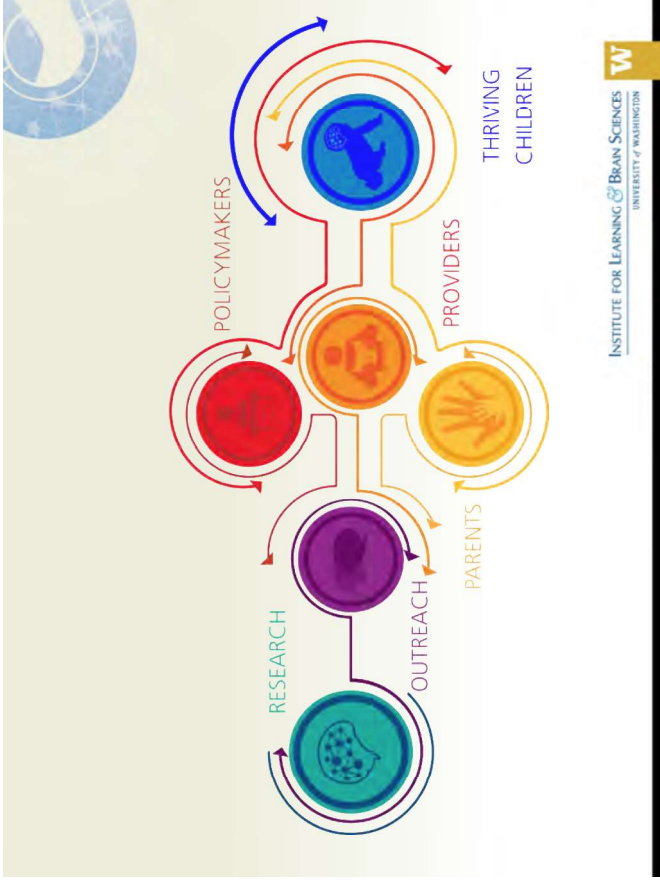 RESEARCH
OUTREACH
POLICYMAKERS
PARENTS
PROVIDERS
THRIVING
CHILDREN
INSTITUTE FOR LEARNING & BRAIN SCIENCES
UNIVERSITY of WASHINGTON
W